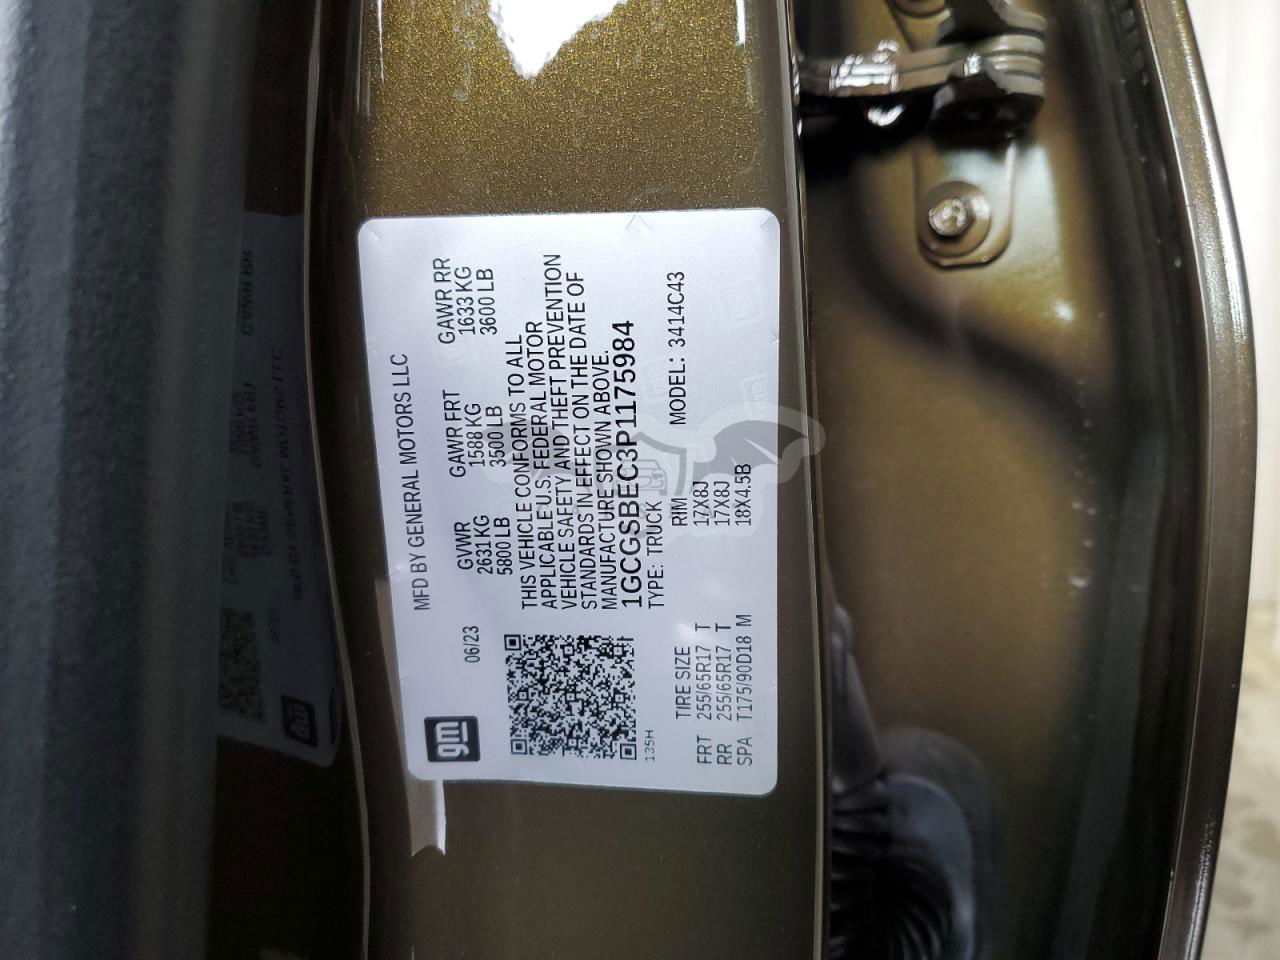 gm
MFD BY GENERAL MOTORS LLC
06/23
GVWR GAWR FRT GAWR RR
2631 KG 1588 KG 1633 KG
5800 LB 3500 LB 3600 LB
THIS VEHICLE CONFORMS TO ALL
APPLICABLE U.S. FEDERAL MOTOR
VEHICLE SAFETY AND THEFT PREVENTION
STANDARDS IN EFFECT ON THE DATE OF
MANUFACTURE SHOWN ABOVE.
1GCGSBEC3P1175984
135H TYPE: TRUCK
MODEL: 3414C43
TIRE SIZE RIM
FRT 255/65R17 T 17X8J
RR 255/65R17 T 17X8J
SPA T175/90D18 M 18X4.5B